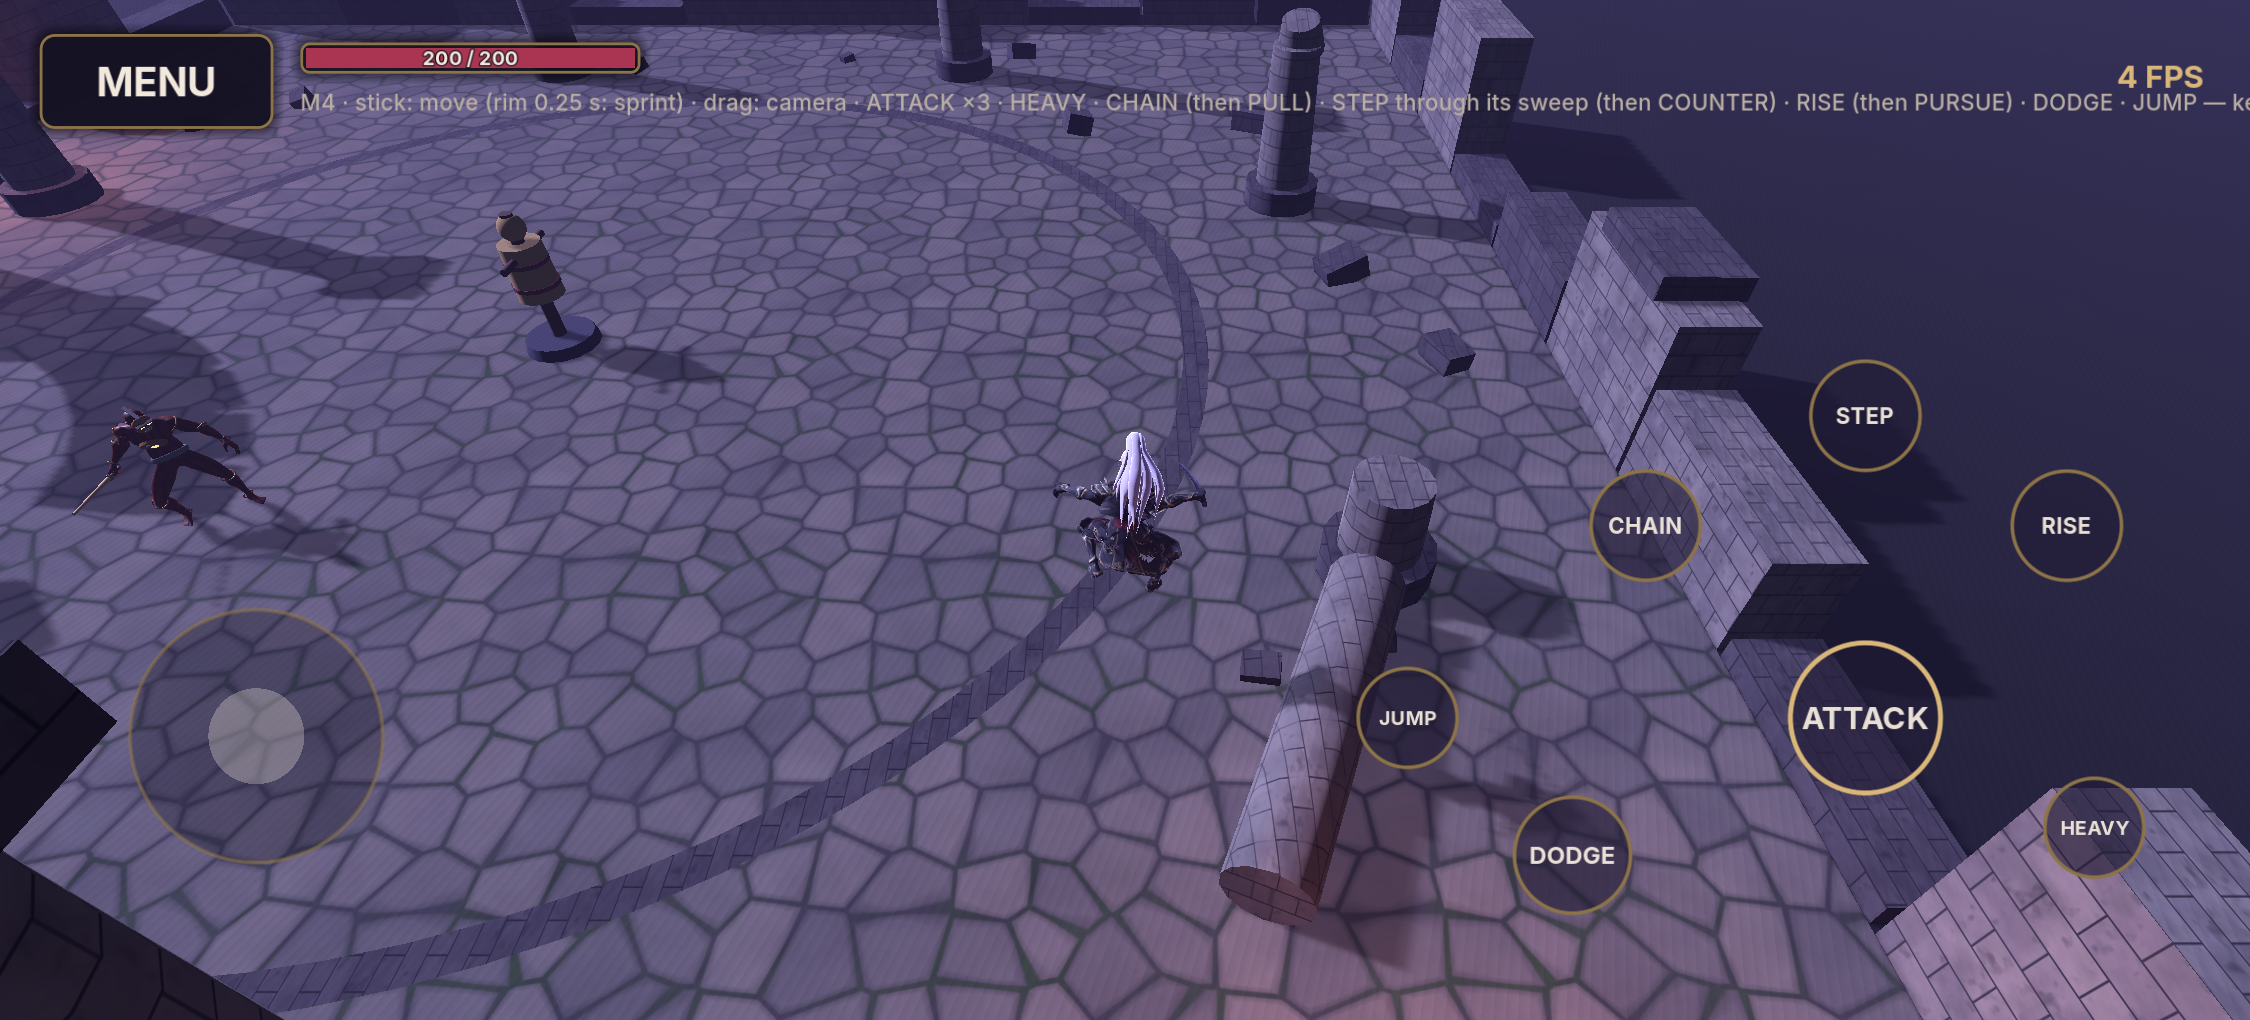 MENU
200 / 200
4 FPS
M4 · stick: move (rim 0.25 s: sprint) · drag: camera · ATTACK ×3 · HEAVY · CHAIN (then PULL) · STEP through its sweep (then COUNTER) · RISE (then PURSUE) · DODGE · JUMP —
STEP
CHAIN
RISE
JUMP
ATTACK
HEAVY
DODGE